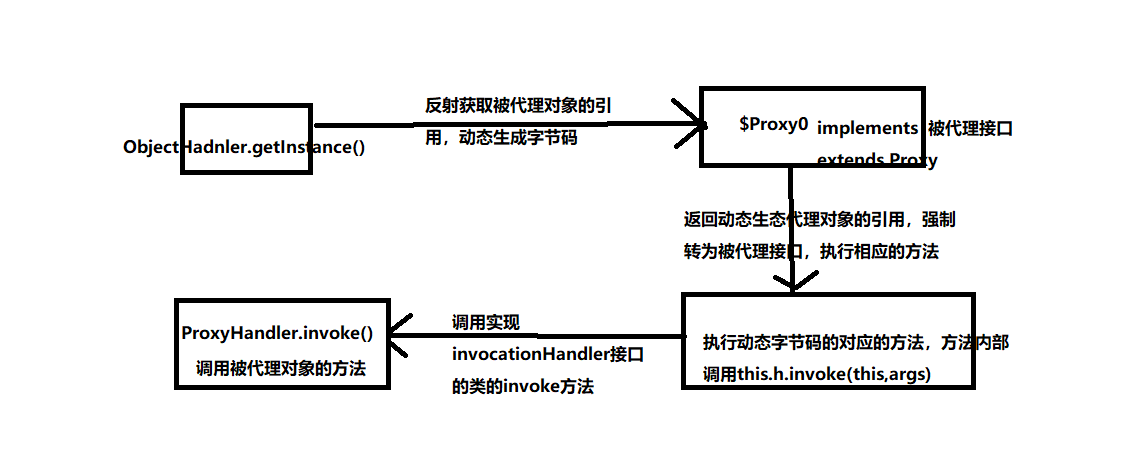 ObjectHadnler.getInstance()
反射获取被代理对象的引
用，动态生成字节码
$Proxy0
implements 被代理接口
extends Proxy
返回动态生态代理对象的引用，强制
转为被代理接口，执行相应的方法
执行动态字节码的对应的方法，方法内部
调用this.h.invoke(this,args)
调用实现
invocationHandler接口
的类的invoke方法
ProxyHandler.invoke()
调用被代理对象的方法